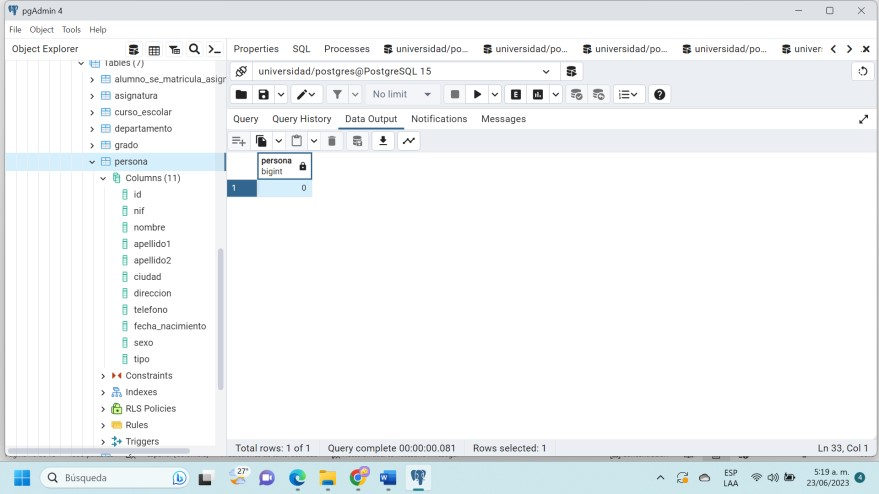 pgAdmin 4
File Object Tools Help
Object Explorer
Properties SQL Processes universidad/po... universidad/po... universidad/po... universidad/po... univer
Tables (7)
alumno_se_matricula_asigr
asignatura
curso_escolar
departamento
grado
persona
Columns (11)
id
nif
nombre
apellido1
apellido2
ciudad
direccion
telefono
fecha_nacimiento
sexo
tipo
Constraints
Indexes
RLS Policies
Rules
Triggers
universidad/postgres@PostgreSQL 15
No limit
E
Query Query History Data Output Notifications Messages
persona
bigint
1 0
Total rows: 1 of 1 Query complete 00:00:00.081 Rows selected: 1 Ln 33, Col 1
Búsqueda
27°
ESP
LAA
5:19 a. m.
23/06/2023
4